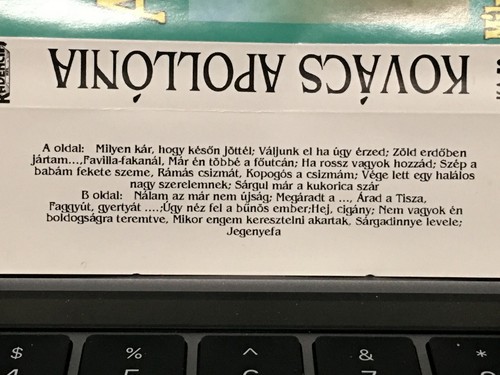 KOVÁCS APOLLÓNIA
A oldal: Milyen kár, hogy későn jöttél; Váljunk el ha úgy érzed; Zöld erdőben
jártam...,Favilla-fakanál, Már én többé a főutcán; Ha rossz vagyok hozzád; Szép a
babám fekete szeme, Rámás csizmát, Kopogós a csizmám; Vége lett egy halálos
nagy szerelemnek; Sárgul már a kukorica szár
B oldal: Nálam az már nem újság; Megáradt a ..., Árad a Tisza,
Faggyút, gyertyát ....;Úgy néz fel a bűnös ember;Hej, cigány; Nem vagyok én
boldogságra teremtve, Mikor engem keresztelni akartak, Sárgadinnye levele;
Jegenyefa
$ % ^ & *